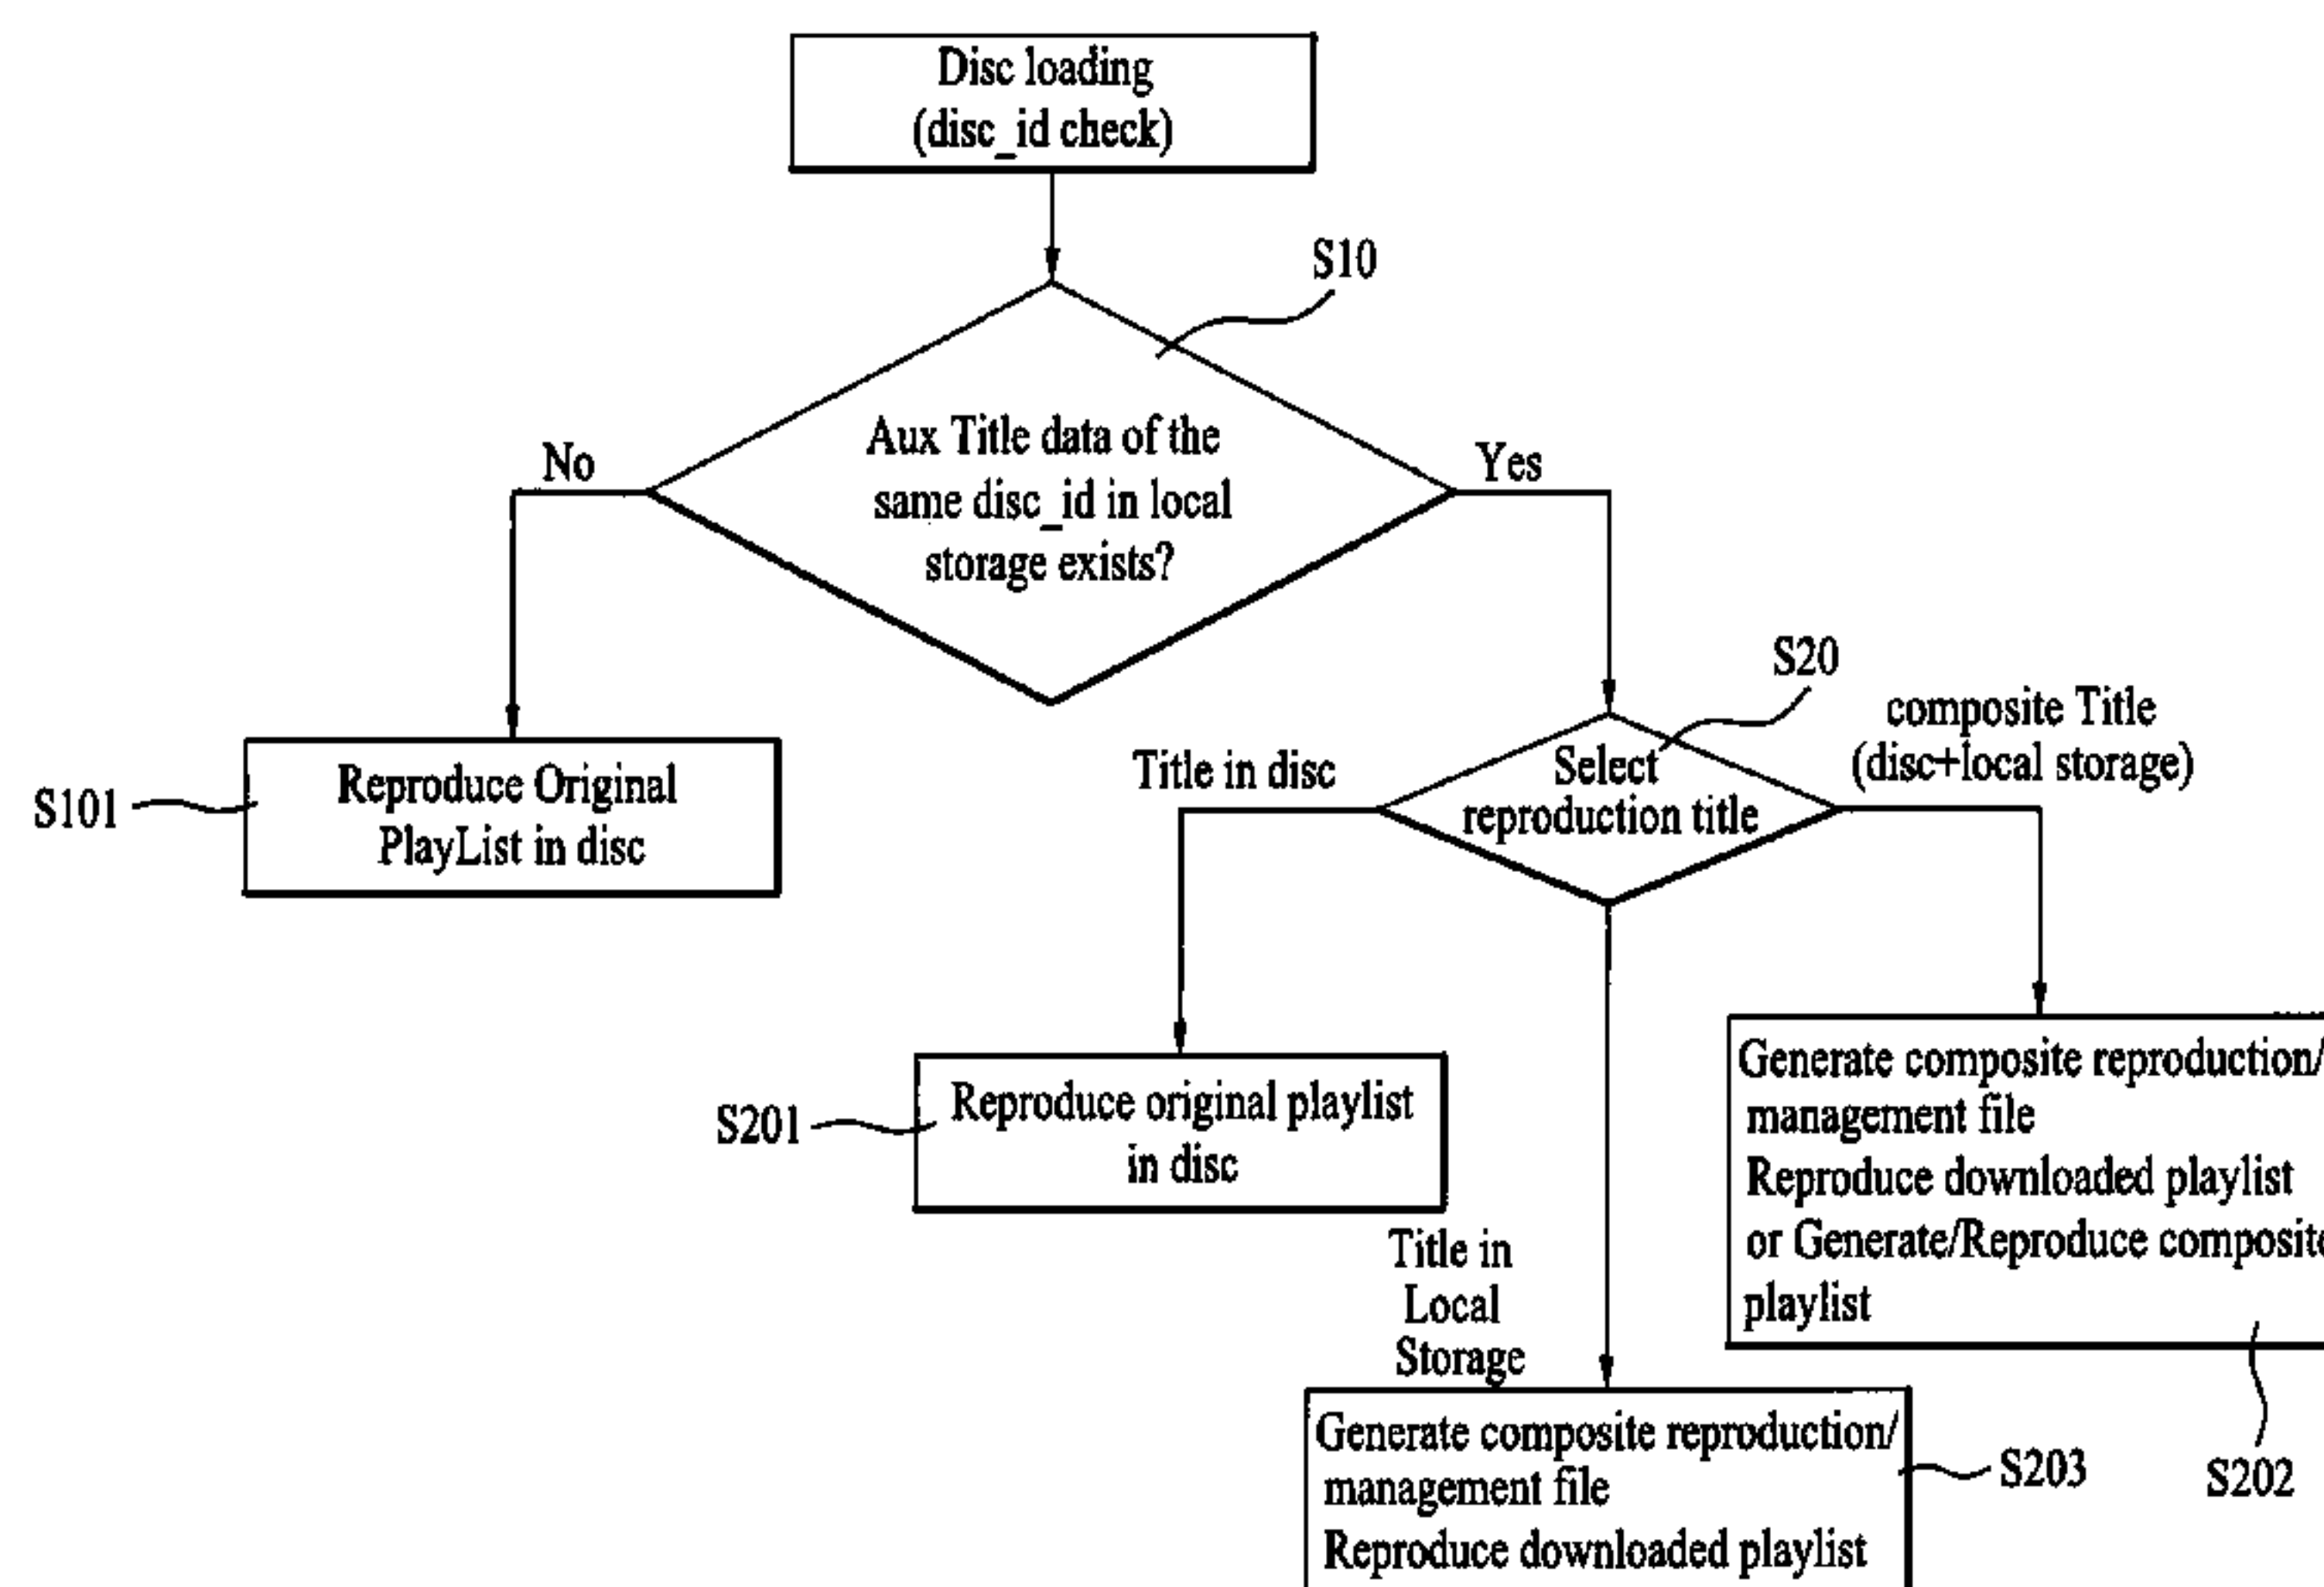 Disc loading
(disc_id check)
S10
Aux Title data of the
same disc_id in local
storage exists?
No
Yes
S20
composite Title
(disc+local storage)
Title in disc
Select
reproduction title
S101
Reproduce Original
PlayList in disc
S201
Reproduce original playlist
in disc
Generate composite reproduction/
management file
Reproduce downloaded playlist
or Generate/Reproduce composite
playlist
S202
Title in
Local
Storage
Generate composite reproduction/
management file
Reproduce downloaded playlist
S203